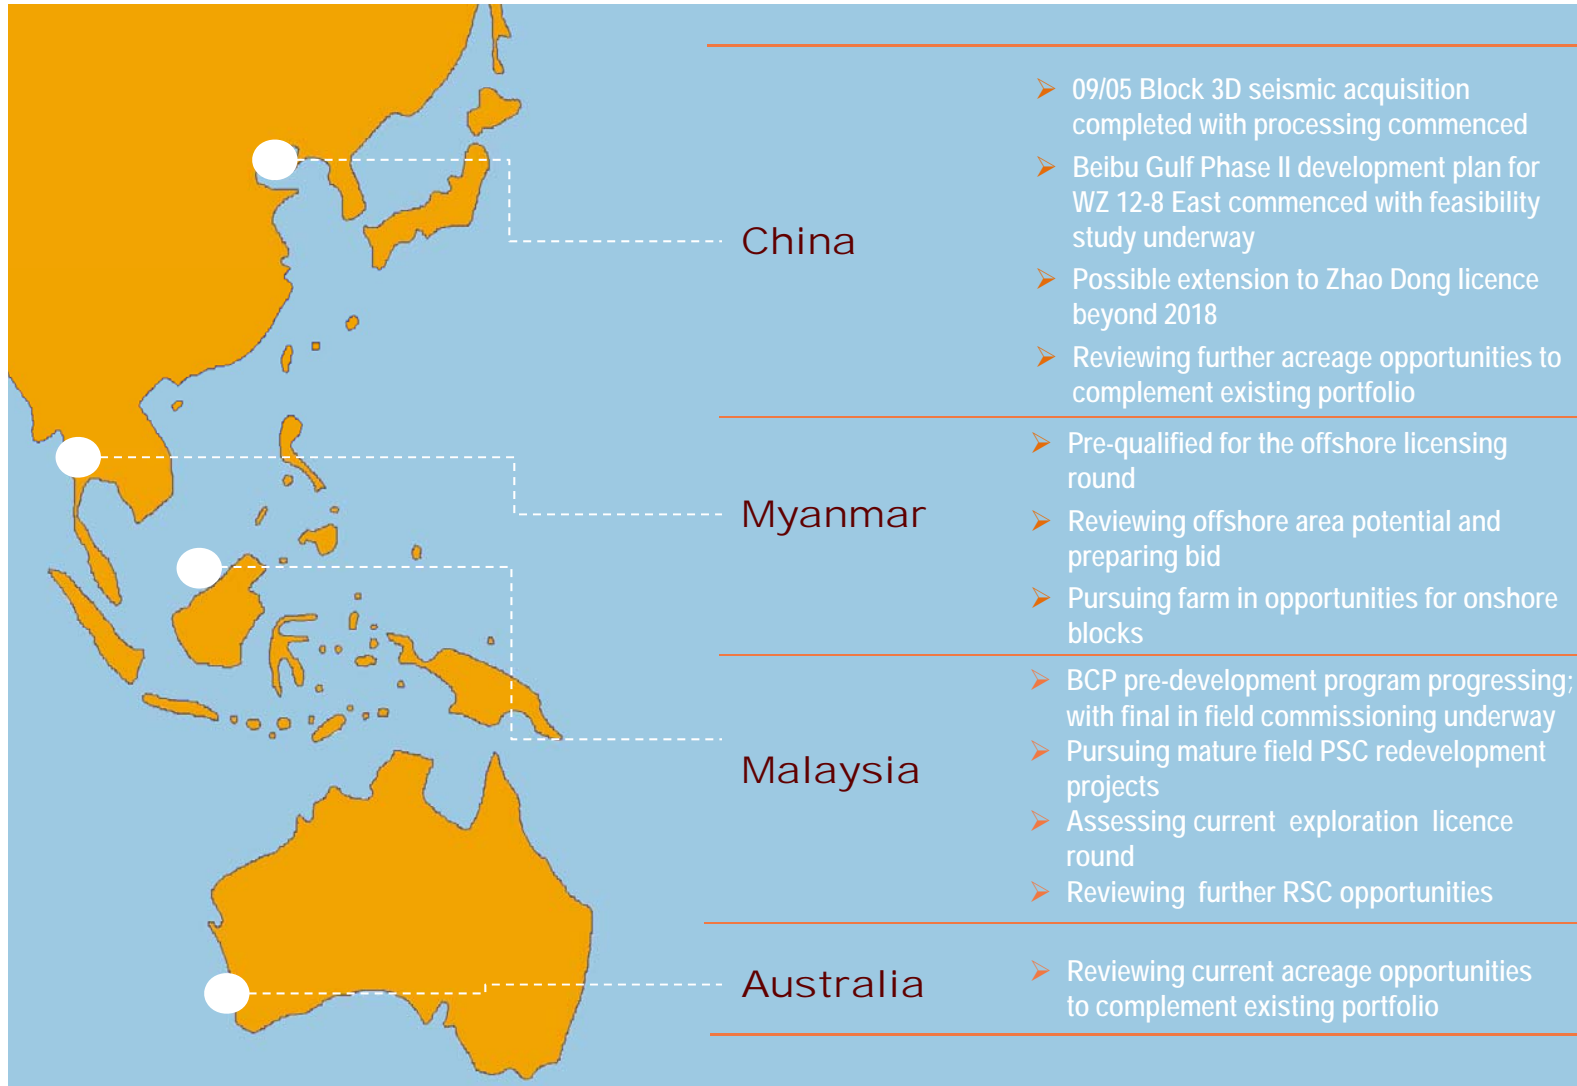 China
09/05 Block 3D seismic acquisition
completed with processing commenced
Beibu Gulf Phase II development plan for
WZ 12-8 East commenced with feasibility
study underway
Possible extension to Zhao Dong licence
beyond 2018
Reviewing further acreage opportunities to
complement existing portfolio
Myanmar
Pre-qualified for the offshore licensing
round
Reviewing offshore area potential and
preparing bid
Pursuing farm in opportunities for onshore
blocks
Malaysia
BCP pre-development program progressing;
with final in field commissioning underway
Pursuing mature field PSC redevelopment
projects
Assessing current exploration licence
round
Reviewing further RSC opportunities
Australia
Reviewing current acreage opportunities
to complement existing portfolio